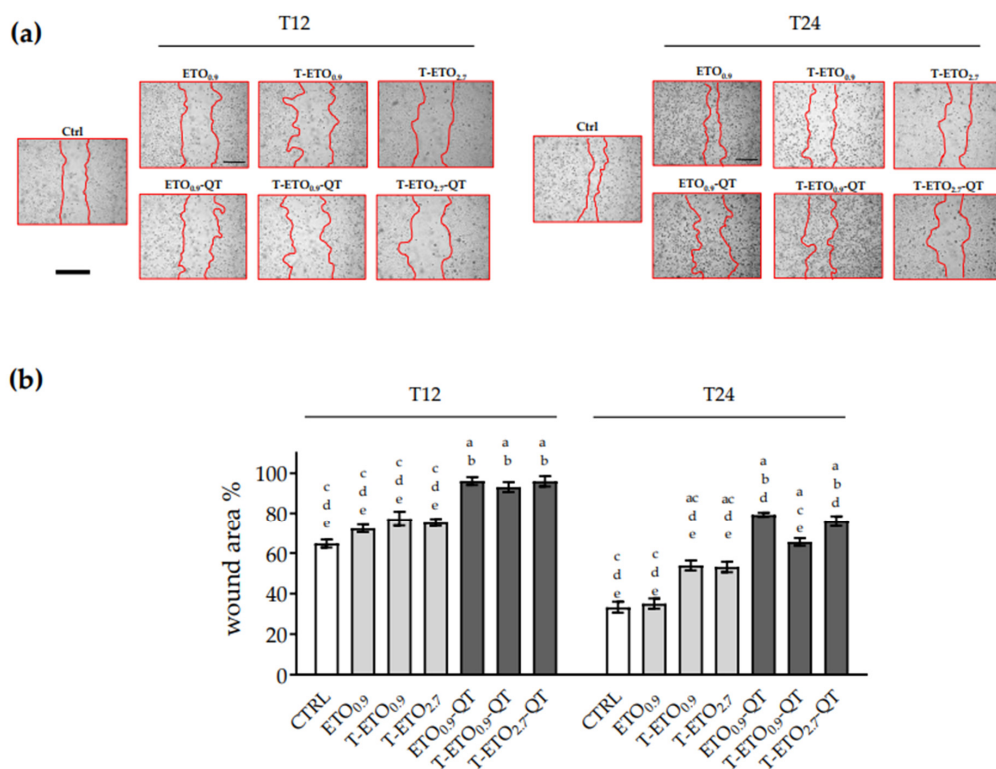 (a)
T12
T24
ETO0.9
T-ETO0.9
T-ETO2.7
ETO0.9
T-ETO0.9
T-ETO2.7
Ctrl
Ctrl
ETO0.9-QT
T-ETO0.9-QT
T-ETO2.7-QT
ETO0.9-QT
T-ETO0.9-QT
T-ETO2.7-QT
(b)
T12
T24
wound area %
100
80
60
40
20
0
c
d
e
c
d
e
c
d
e
c
d
e
a
b
a
b
a
b
c
d
e
c
d
e
ac
d
e
ac
d
e
a
b
d
a
c
e
a
b
d
CTRL
ETO0.9
T-ETO0.9
T-ETO2.7
ETO0.9-QT
T-ETO0.9-QT
T-ETO2.7-QT
CTRL
ETO0.9
T-ETO0.9
T-ETO2.7
ETO0.9-QT
T-ETO0.9-QT
T-ETO2.7-QT